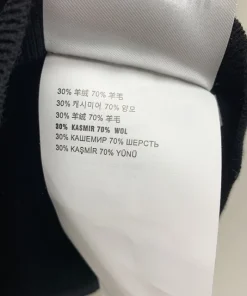 30% 羊绒 70% 羊毛
30% 캐시미어 70% 양모
30% 羊绒 70% 羊毛
30% KASMIR 70% WOL
30% КАШЕМИР 70% ШЕРСТЬ
30% KAŞMİR 70% YÜNÜ